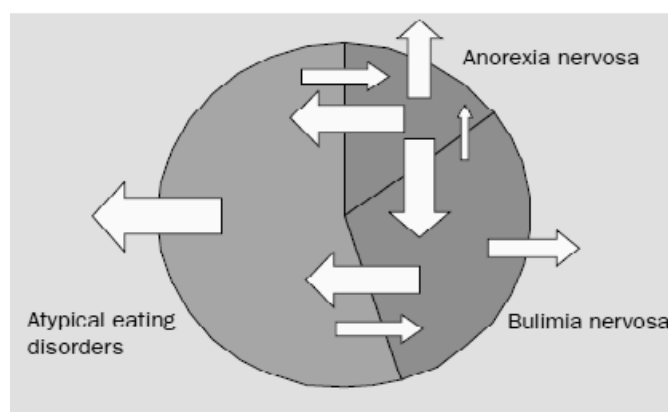 Anorexia nervosa
Atypical eating
disorders
Bulimia nervosa